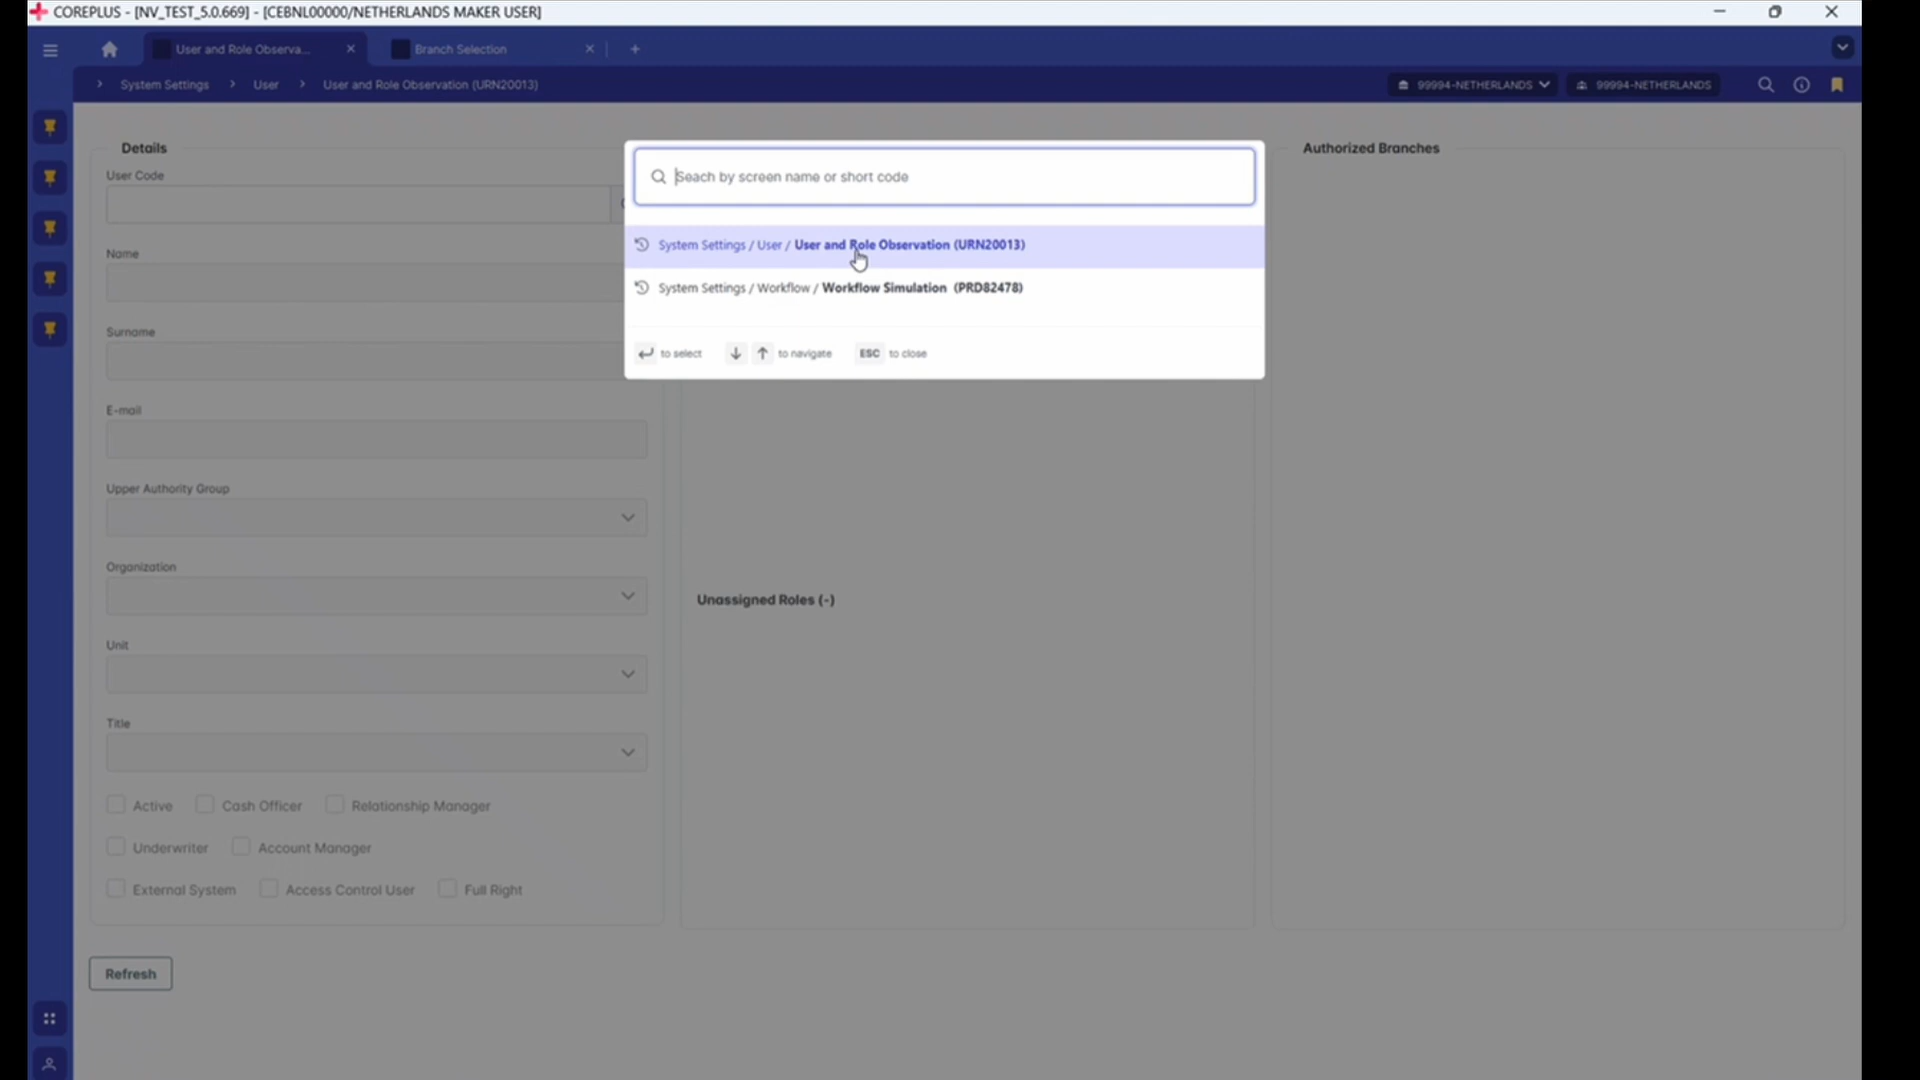 COREPLUS - [NV_TEST_5.0.669] - [CEBNL00000/NETHERLANDS MAKER USER]
User and Role Observa...
Branch Selection
System Settings > User > User and Role Observation (URN20013)
99994-NETHERLANDS
99994-NETHERLANDS
Details
User Code
Name
Surname
E-mail
Upper Authority Group
Organization
Unit
Title
Active
Cash Officer
Relationship Manager
Underwriter
Account Manager
External System
Access Control User
Full Right
Refresh
Seach by screen name or short code
System Settings / User / User and Role Observation (URN20013)
System Settings / Workflow / Workflow Simulation (PRD82478)
to select
to navigate
ESC to close
Unassigned Roles (-)
Authorized Branches